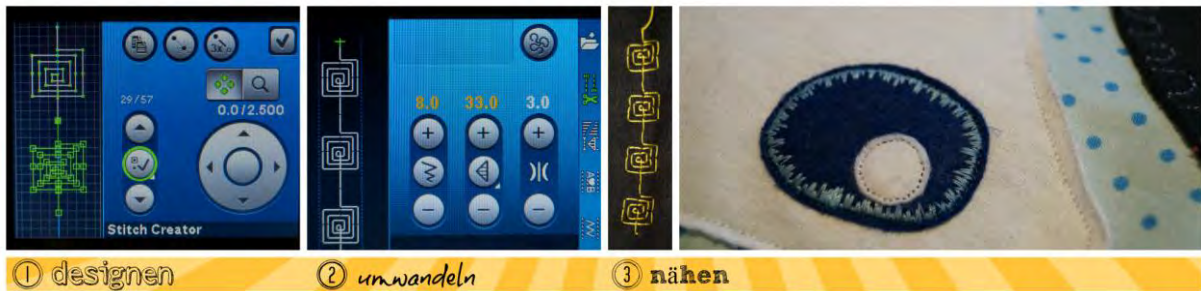 3x
29/57
0.0/2.500
Stitch Creator
8.0 33.0 3.0
A B
① designen
② umwandeln
③ nähen